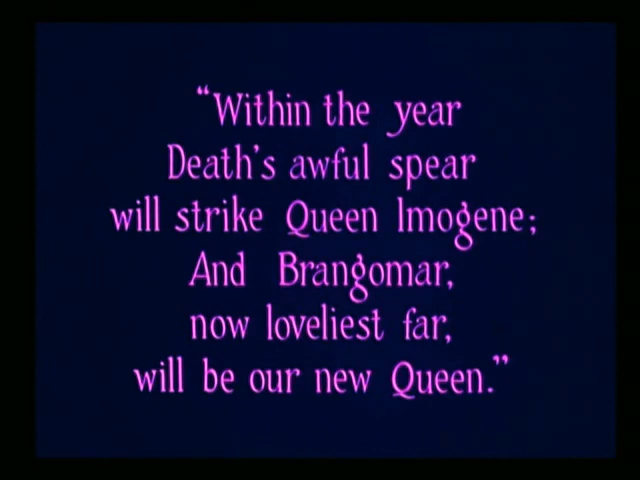 “Within the year
Death's awful spear
will strike Queen Imogene;
And Brangomar,
now loveliest far,
will be our new Queen.”